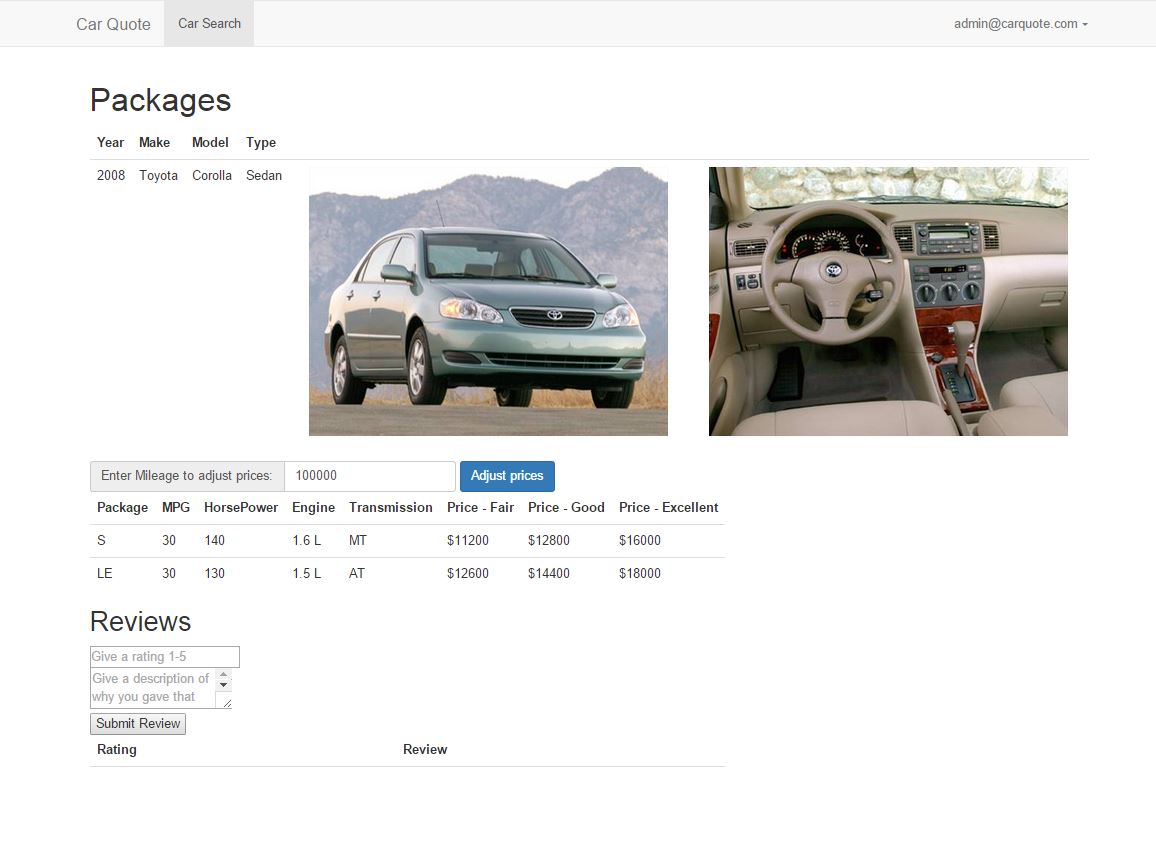 Car Quote Car Search admin@carquote.com
Packages
Year Make Model Type
2008 Toyota Corolla Sedan
Enter Mileage to adjust prices: 100000 Adjust prices
Package MPG HorsePower Engine Transmission Price - Fair Price - Good Price - Excellent
S 30 140 1.6 L MT $11200 $12800 $16000
LE 30 130 1.5 L AT $12600 $14400 $18000
Reviews
Give a rating 1-5
Give a description of
why you gave that
Submit Review
Rating Review